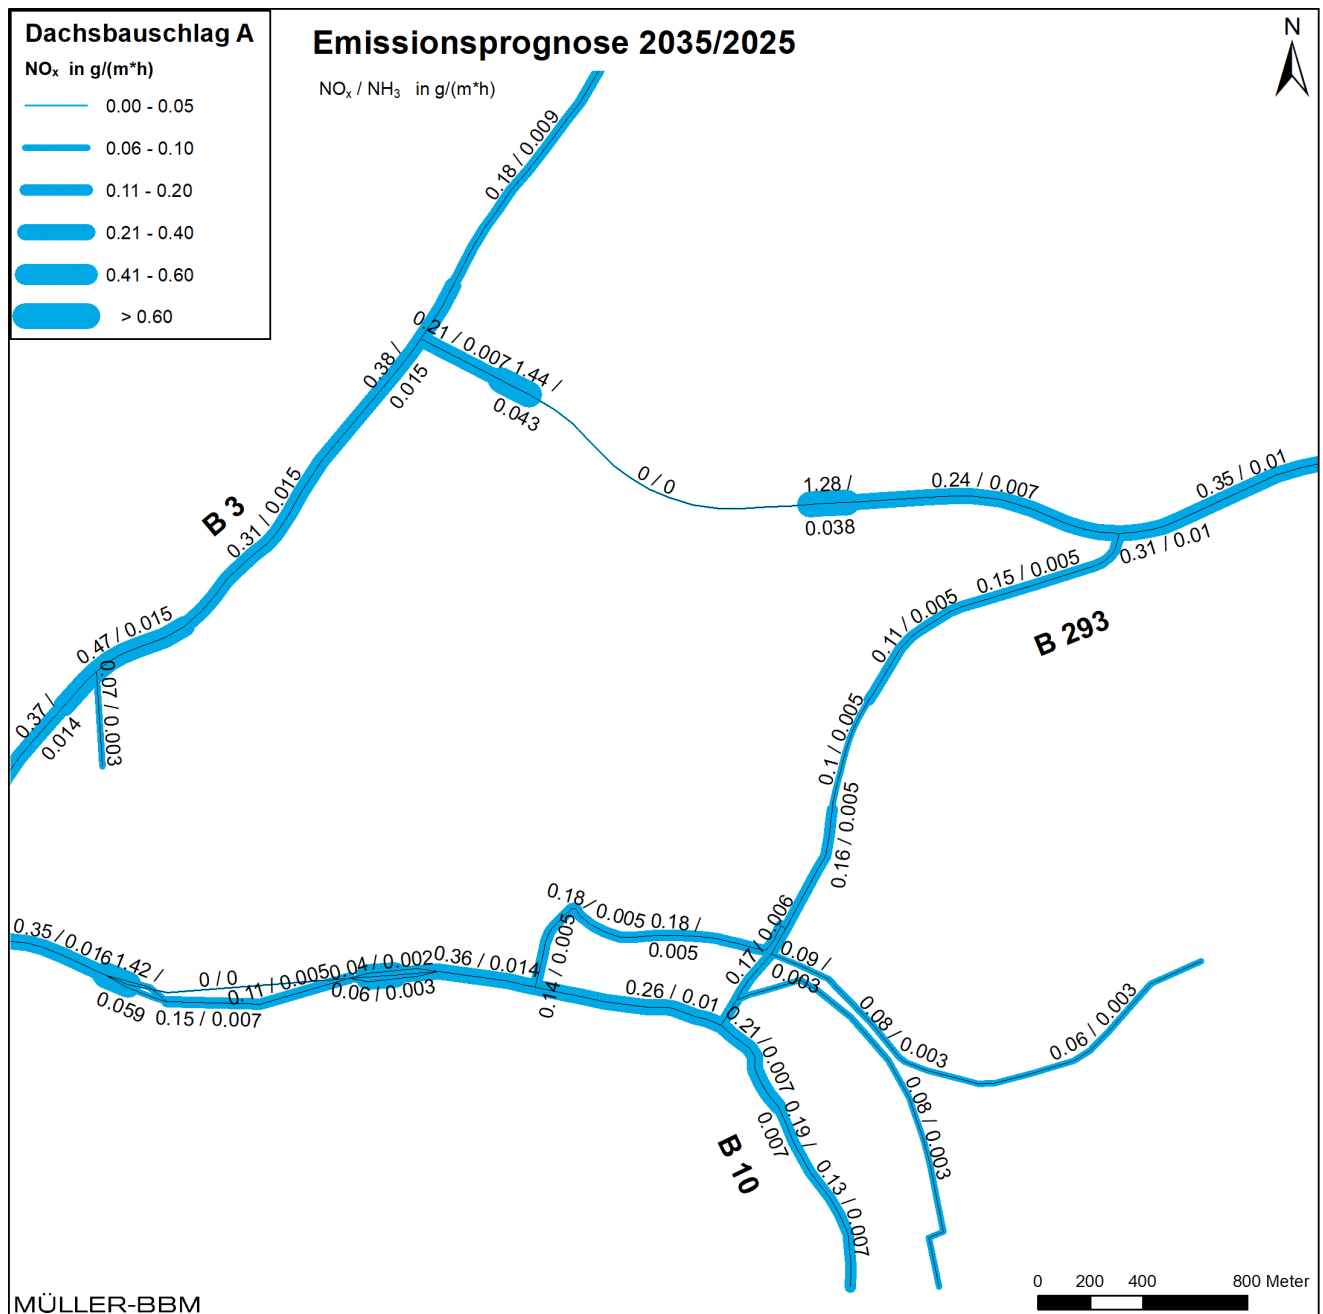 Dachsbauschlag A
NOx in g/(m*h)
0.00 - 0.05
0.06 - 0.10
0.11 - 0.20
0.21 - 0.40
0.41 - 0.60
> 0.60
Emissionsprognose 2035/2025
NOx / NH3 in g/(m*h)
N
0.18 / 0.009
0.21 / 0.007
1.44 /
0.043
0.38 /
0.015
0 / 0
1.28 /
0.038
0.24 / 0.007
0.35 / 0.01
0.31 / 0.01
B 3
0.31 / 0.015
0.15 / 0.005
0.11 / 0.005
B 293
0.47 / 0.015
0.07 / 0.003
0.37 /
0.014
0.1 / 0.005
0.16 / 0.005
0.18 / 0.005
0.18 /
0.005
0.17 / 0.006
0.14 / 0.005
0.35 / 0.016
1.42 /
0.059
0 / 0
0.15 / 0.007
0.11 / 0.005
0.04 / 0.002
0.06 / 0.003
0.36 / 0.014
0.26 / 0.01
0.09 /
0.003
0.08 / 0.003
0.06 / 0.003
0.08 / 0.003
0.21 / 0.007
0.19 /
0.007
0.13 / 0.007
B 10
0 200 400 800 Meter
MÜLLER-BBM